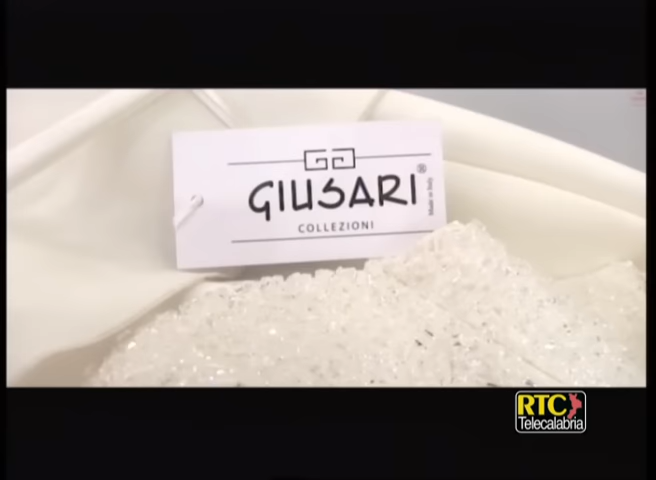 GIUSARI®
COLLEZIONI
Made in Italy
RTC
Telecalabria